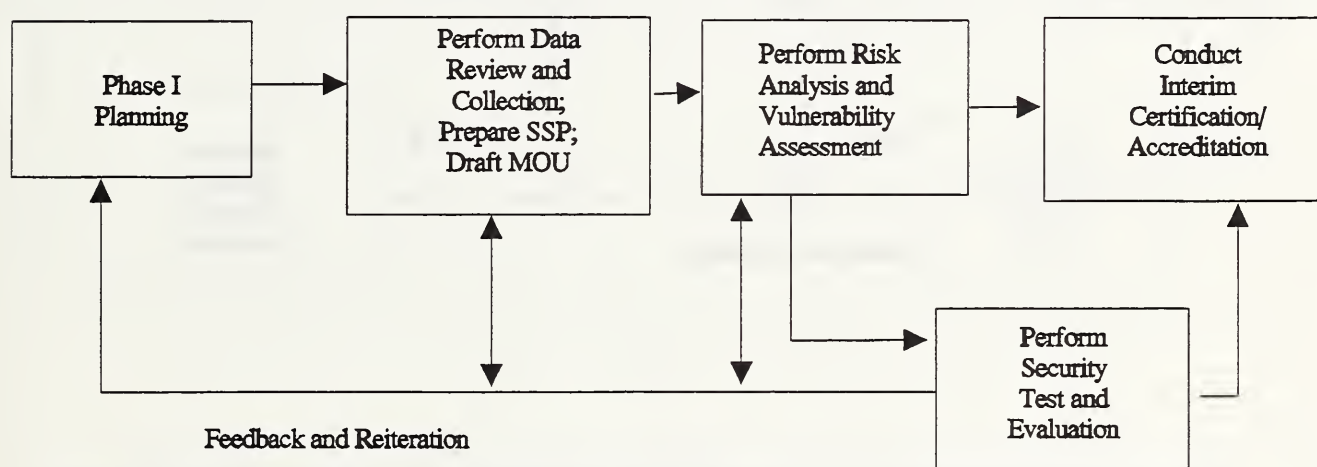 Phase I
Planning
Perform Data
Review and
Collection;
Prepare SSP;
Draft MOU
Perform Risk
Analysis and
Vulnerability
Assessment
Conduct
Interim
Certification/
Accreditation
Perform
Security
Test and
Evaluation
Feedback and Reiteration